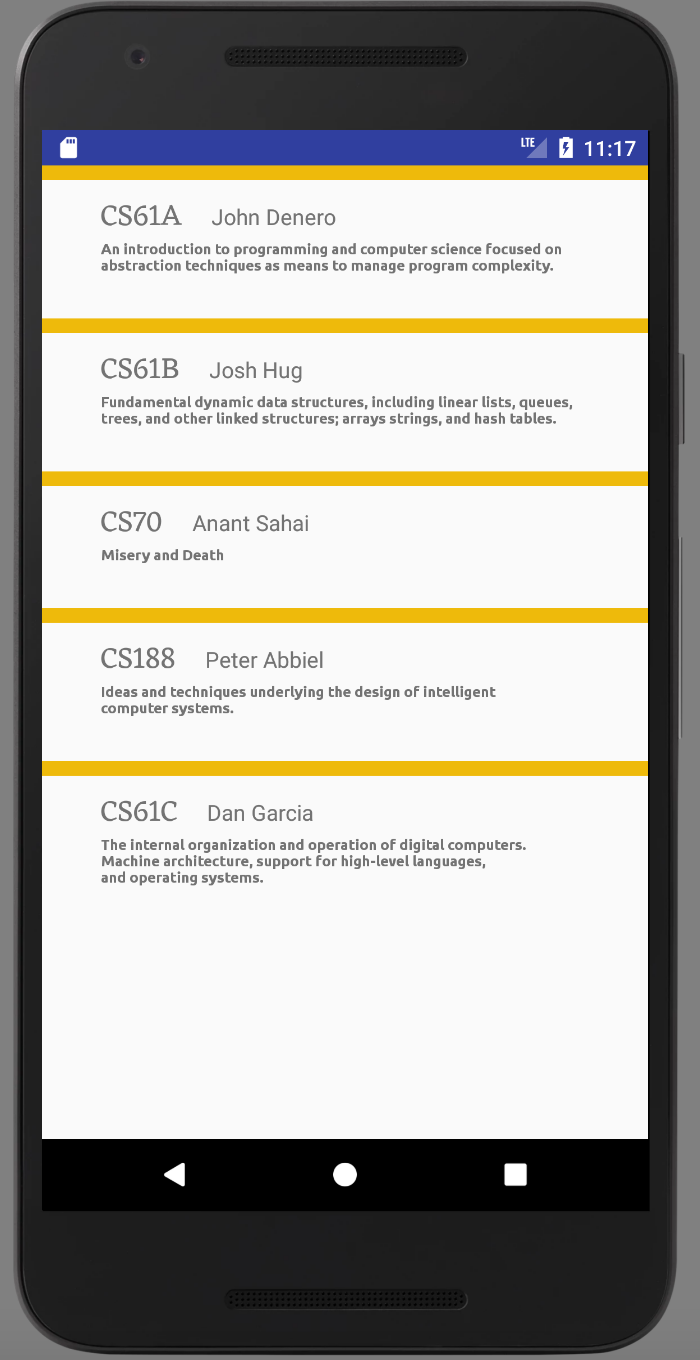 LTE 11:17
CS61A John Denero
An introduction to programming and computer science focused on
abstraction techniques as means to manage program complexity.
CS61B Josh Hug
Fundamental dynamic data structures, including linear lists, queues,
trees, and other linked structures; arrays strings, and hash tables.
CS70 Anant Sahai
Misery and Death
CS188 Peter Abbiel
Ideas and techniques underlying the design of intelligent
computer systems.
CS61C Dan Garcia
The internal organization and operation of digital computers.
Machine architecture, support for high-level languages,
and operating systems.